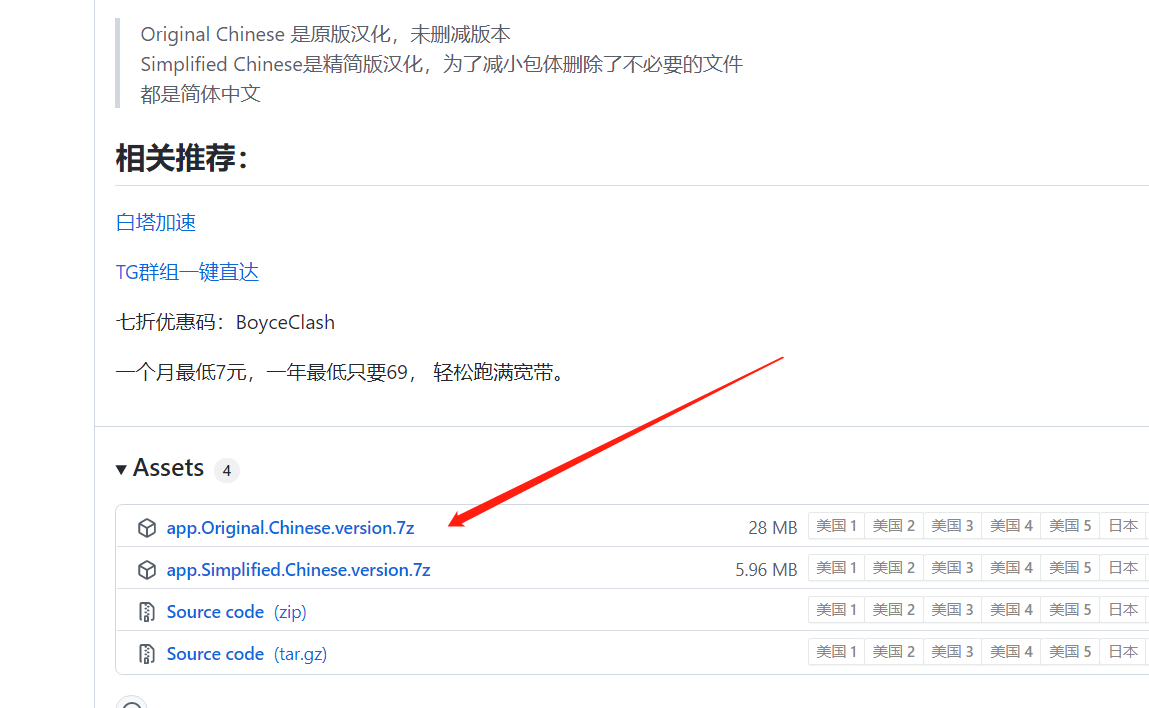 Original Chinese 是原版汉化，未删减版本
Simplified Chinese是精简版汉化，为了减小包体删除了不必要的文件
都是简体中文
相关推荐：
白塔加速
TG群组一键直达
七折优惠码：BoyceClash
一个月最低7元，一年最低只要69， 轻松跑满宽带。
Assets 4
app.Original.Chinese.version.7z 28 MB 美国 1 美国 2 美国 3 美国 4 美国 5 日本
app.Simplified.Chinese.version.7z 5.96 MB 美国 1 美国 2 美国 3 美国 4 美国 5 日本
Source code (zip) 美国 1 美国 2 美国 3 美国 4 美国 5 日本
Source code (tar.gz) 美国 1 美国 2 美国 3 美国 4 美国 5 日本